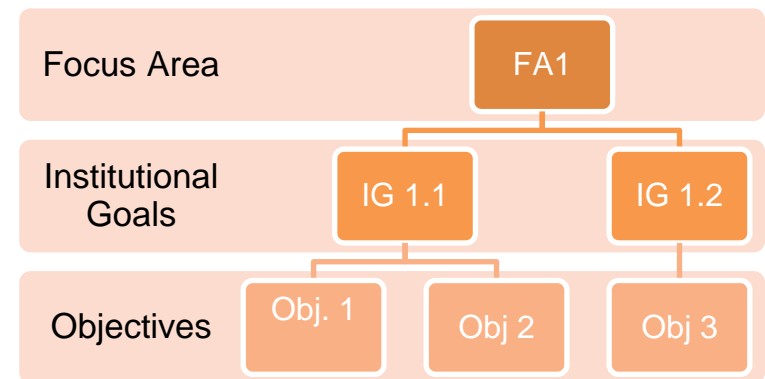 Focus Area
FA1
Institutional
Goals
IG 1.1
IG 1.2
Objectives
Obj. 1
Obj 2
Obj 3